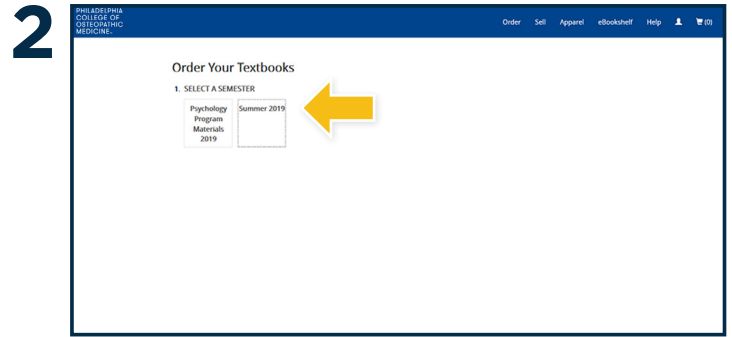 2
PHILADELPHIA
COLLEGE OF
OSTEOPATHIC
MEDICINE.
Order Sell Apparel eBookshelf Help (0)
Order Your Textbooks
1. SELECT A SEMESTER
Psychology
Program
Materials
2019
Summer 2019